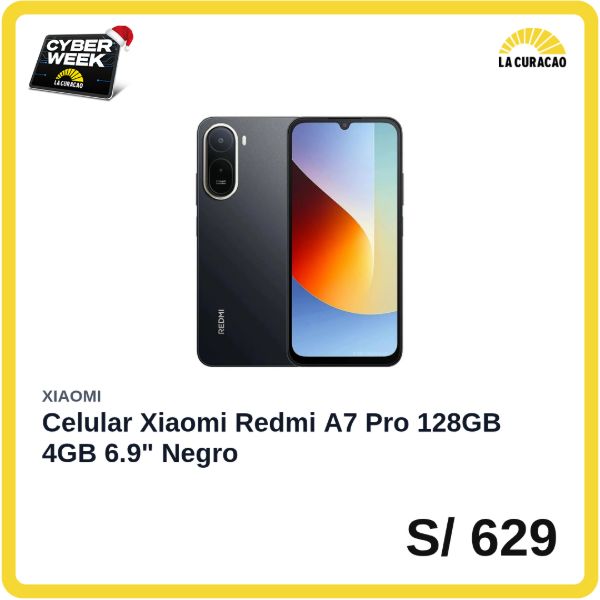 CYBER
WEEK
LA CURACAO
LA CURACAO
REDMI
XIAOMI
Celular Xiaomi Redmi A7 Pro 128GB
4GB 6.9" Negro
S/ 629